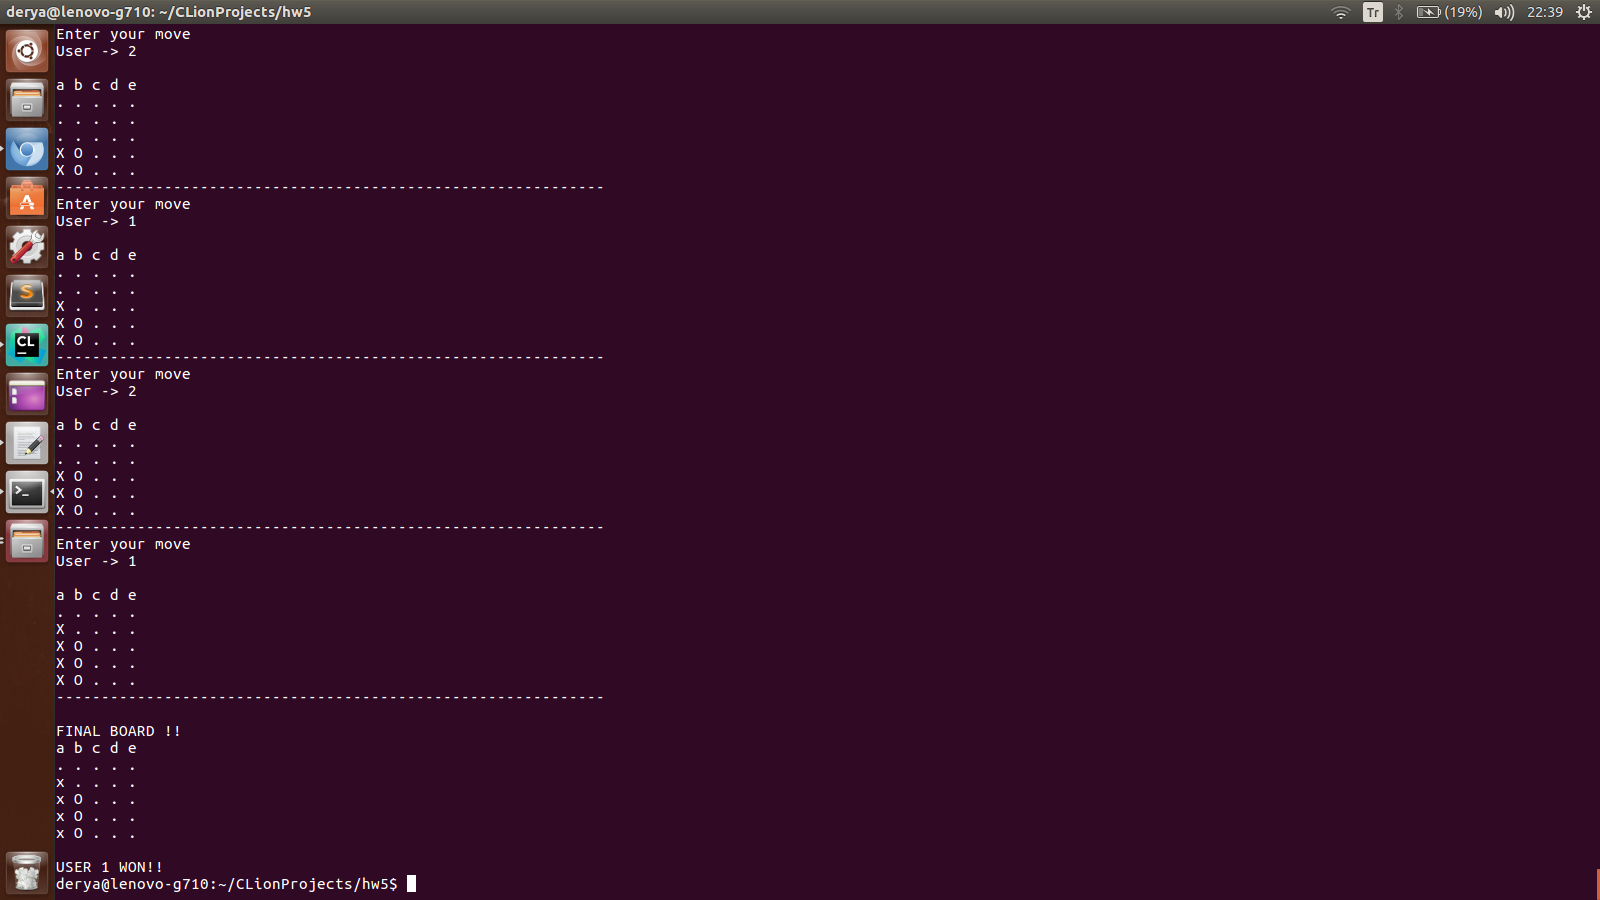 derya@lenovo-g710: ~/CLionProjects/hw5
Tr (19%) 22:39
Enter your move
User -> 2
a b c d e
. . . . .
. . . . .
. . . . .
X O . . .
X O . . .
-------------------------------------------------------------
Enter your move
User -> 1
a b c d e
. . . . .
. . . . .
X . . . .
X O . . .
X O . . .
-------------------------------------------------------------
Enter your move
User -> 2
a b c d e
. . . . .
. . . . .
X O . . .
X O . . .
X O . . .
-------------------------------------------------------------
Enter your move
User -> 1
a b c d e
. . . . .
X . . . .
X O . . .
X O . . .
X O . . .
-------------------------------------------------------------
FINAL BOARD !!
a b c d e
. . . . .
x . . . .
x O . . .
x O . . .
x O . . .
USER 1 WON!!
derya@lenovo-g710:~/CLionProjects/hw5$
A
S
CL
>_